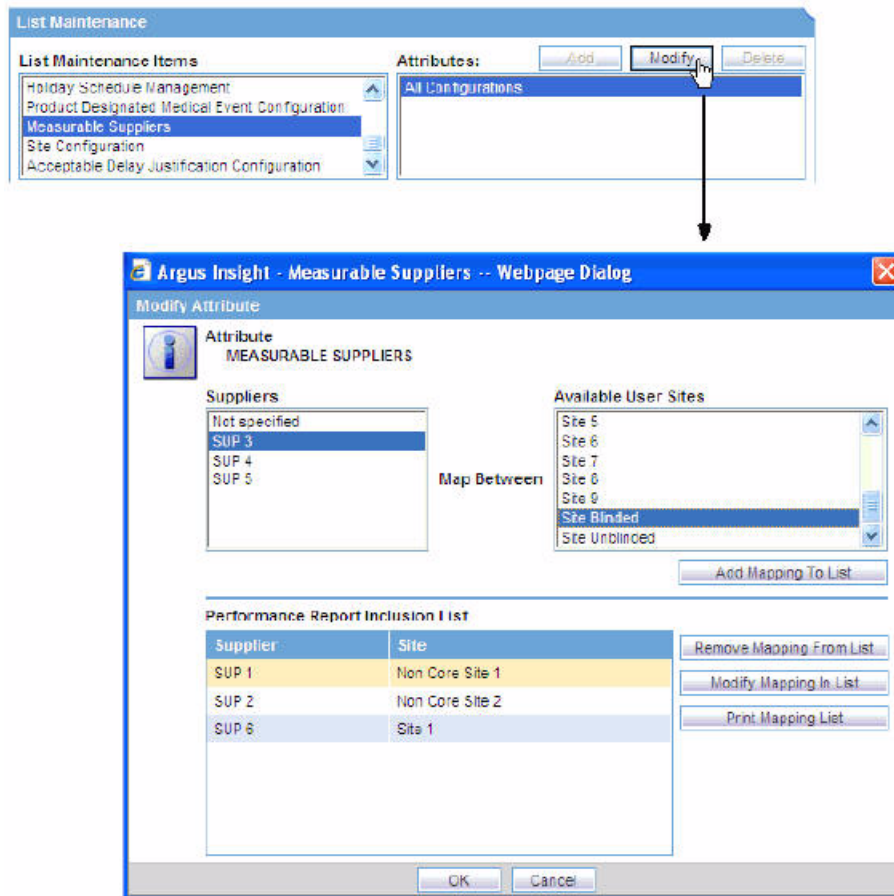 List Maintenance
List Maintenance Items
Attributes:
Add
Modify
Delete
Holiday Schedule Management
Product Designated Medical Event Configuration
Measurable Suppliers
Site Configuration
Acceptable Delay Justification Configuration
All Configurations
Argus Insight - Measurable Suppliers -- Webpage Dialog
Modify Attribute
Attribute
MEASURABLE SUPPLIERS
Suppliers
Not specified
SUP 3
SUP 4
SUP 5
Map Between
Available User Sites
Site 5
Site 6
Site 7
Site 8
Site 9
Site Blinded
Site Unblinded
Add Mapping To List
Performance Report Inclusion List
Supplier Site
SUP 1 Non Core Site 1
SUP 2 Non Core Site 2
SUP 6 Site 1
Remove Mapping From List
Modify Mapping In List
Print Mapping List
OK
Cancel